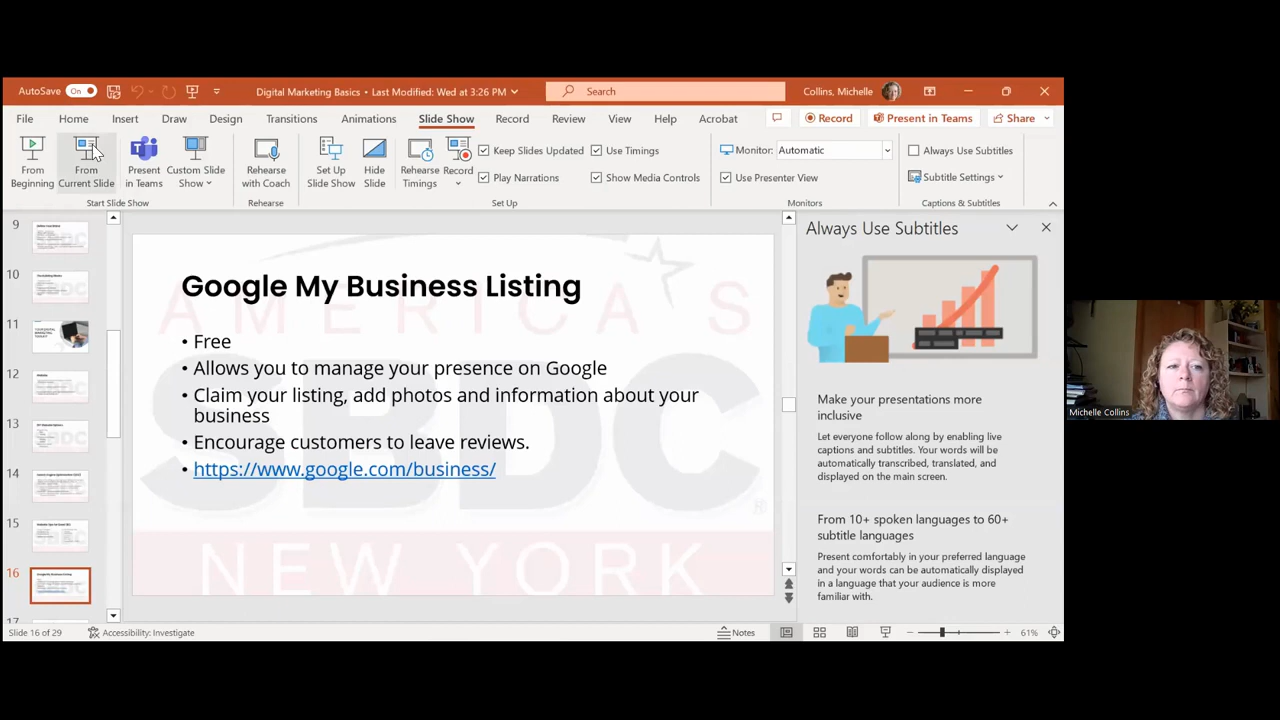 AutoSave On
Digital Marketing Basics • Last Modified: Wed at 3:26 PM
Search
Collins, Michelle
File Home Insert Draw Design Transitions Animations Slide Show Record Review View Help Acrobat
Record
Present in Teams
Share
From Beginning
From Current Slide
Present in Teams
Custom Slide Show
Rehearse with Coach
Set Up Slide Show
Hide Slide
Rehearse Timings
Record
Keep Slides Updated
Use Timings
Play Narrations
Show Media Controls
Monitor: Automatic
Use Presenter View
Always Use Subtitles
Subtitle Settings
Start Slide Show
Rehearse
Set Up
Monitors
Captions & Subtitles
9
10
11
12
13
14
15
16
17
AMERICA'S
SBDC
NEW YORK
Google My Business Listing
• Free
• Allows you to manage your presence on Google
• Claim your listing, add photos and information about your
business
• Encourage customers to leave reviews.
• https://www.google.com/business/
Always Use Subtitles
Make your presentations more
inclusive
Let everyone follow along by enabling live
captions and subtitles. Your words will be
automatically transcribed, translated, and
displayed on the main screen.
From 10+ spoken languages to 60+
subtitle languages
Present comfortably in your preferred language
and your words can be automatically displayed
in a language that your audience is more
familiar with.
Michelle Collins
Slide 16 of 29
Accessibility: Investigate
Notes
61%